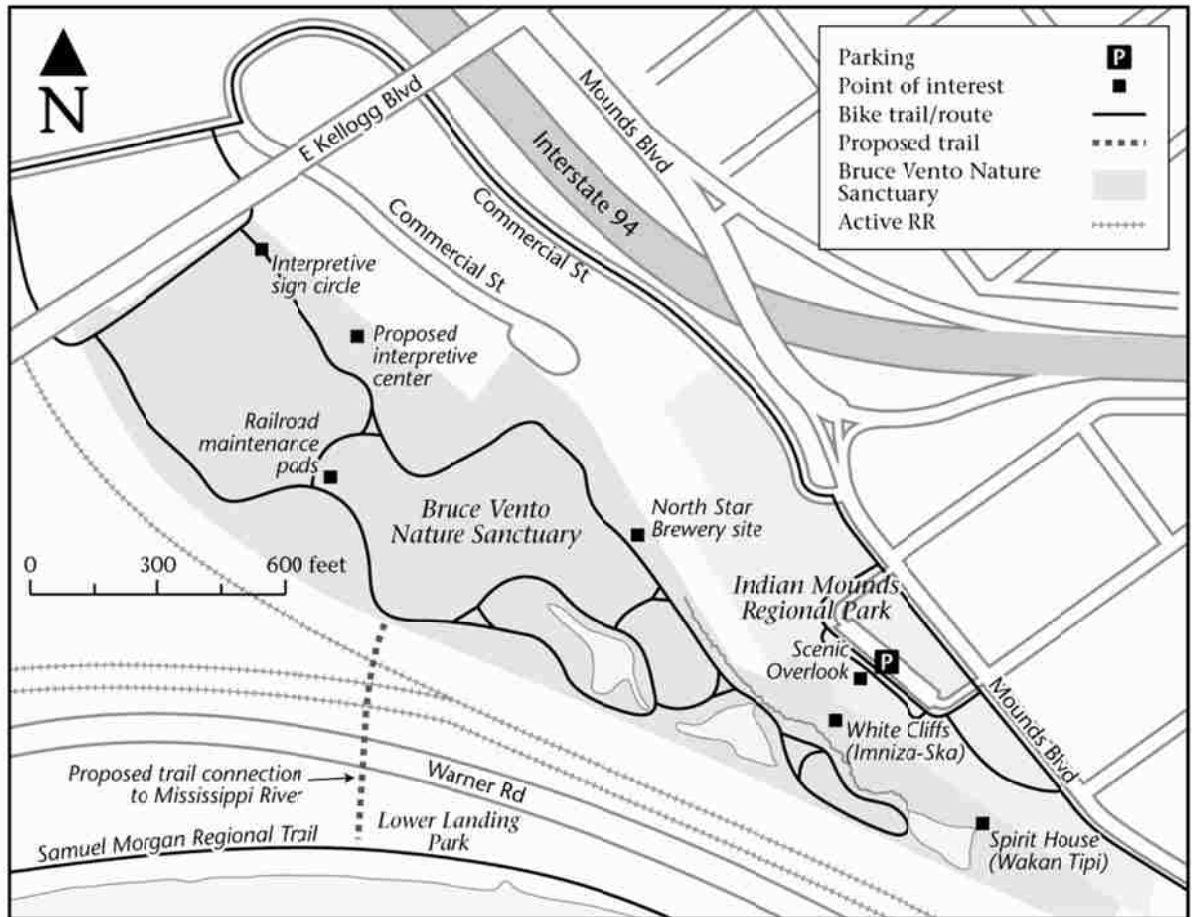 N
E Kellogg Blvd
Mounds Blvd
Interstate 94
Commercial St
Commercial St
Parking
P
Point of interest
Bike trail/route
Proposed trail
Bruce Vento Nature
Sanctuary
Active RR
Interpretive
sign circle
Proposed
interpretive
center
Railroad
maintenance
pads
Bruce Vento
Nature Sanctuary
North Star
Brewery site
0
300
600 feet
Indian Mounds
Regional Park
Scenic
Overlook
P
Mounds Blvd
White Cliffs
(Imniza-Ska)
Spirit House
(Wakan Tipi)
Proposed trail connection
to Mississippi River
Warner Rd
Lower Landing
Park
Samuel Morgan Regional Trail